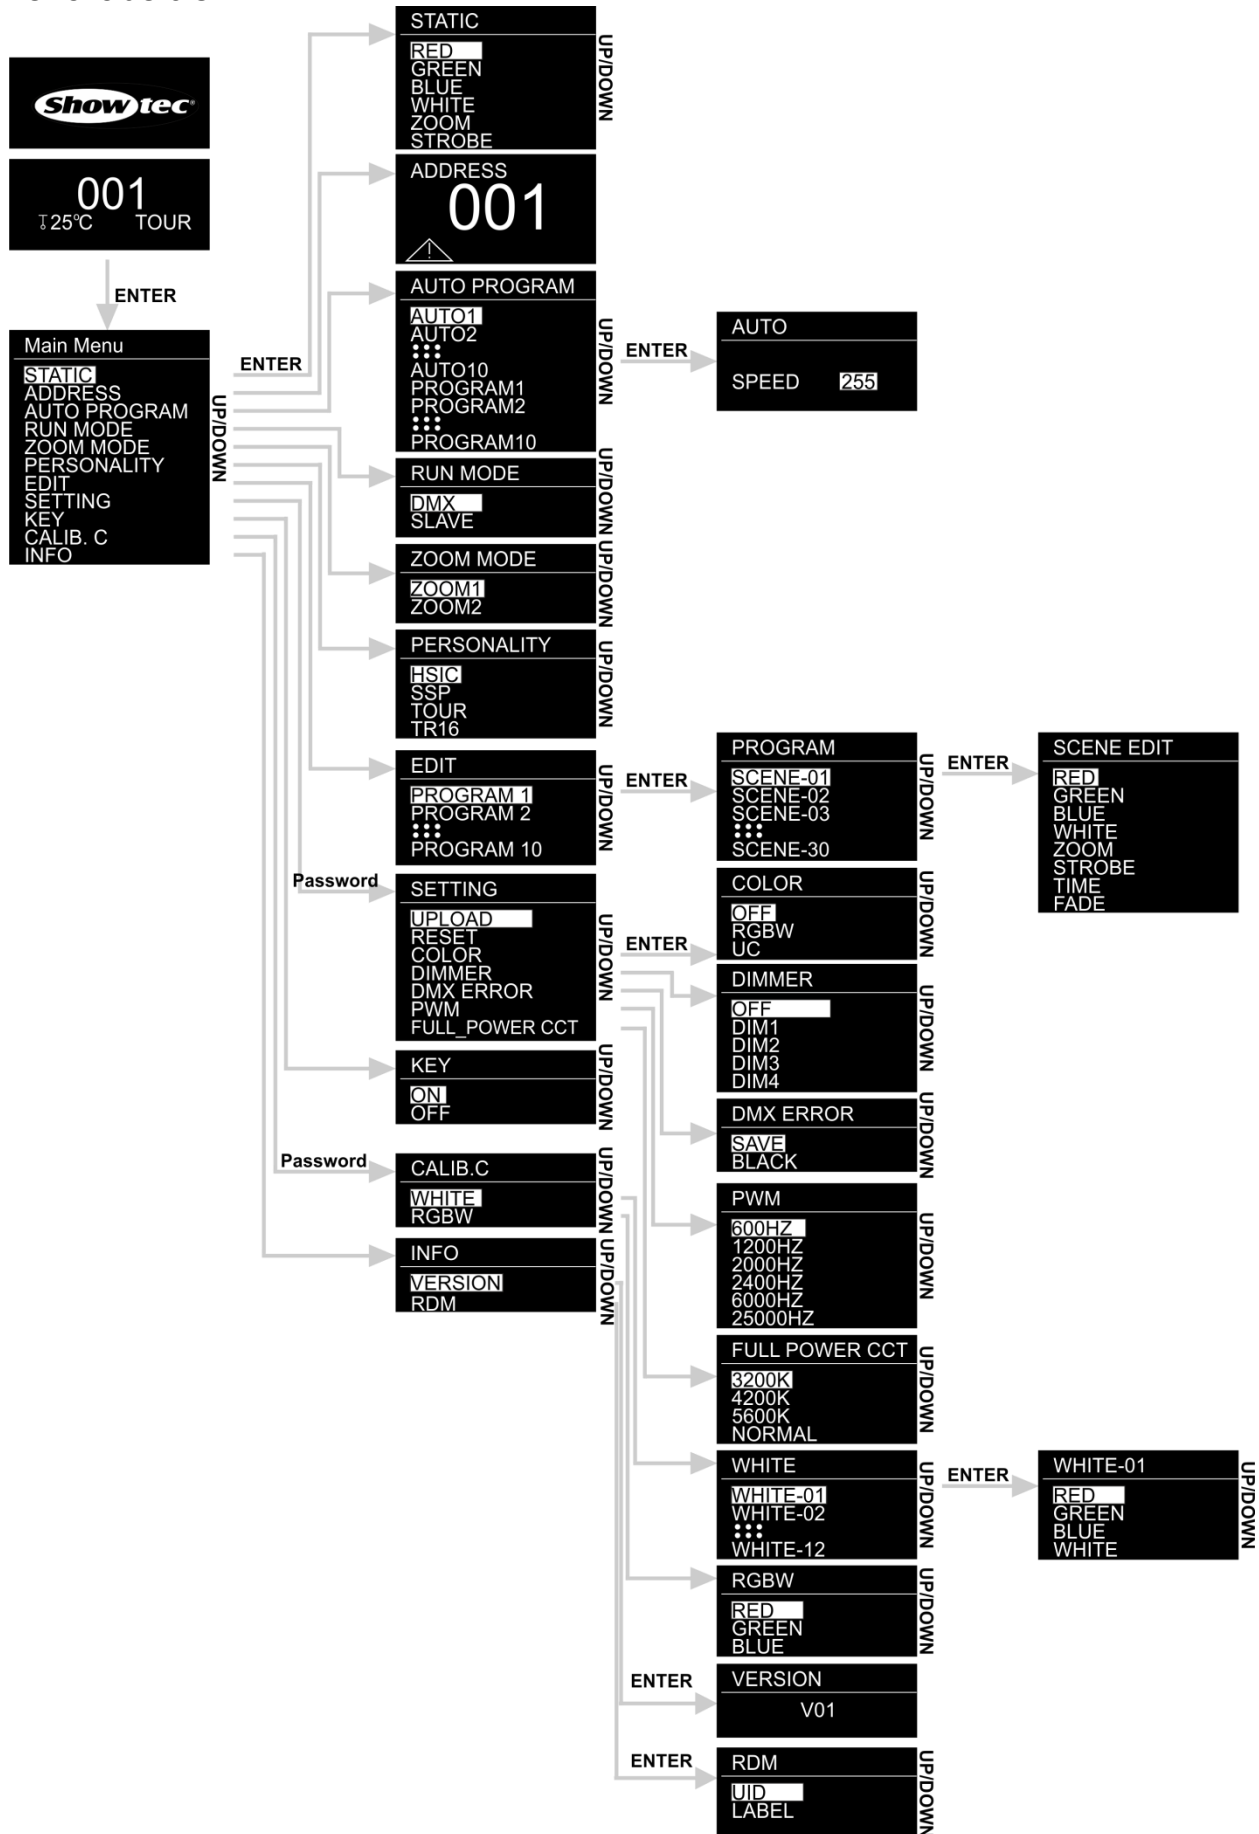 Showtec
001
25°C TOUR
ENTER
Main Menu
STATIC
ADDRESS
AUTO PROGRAM
RUN MODE
ZOOM MODE
PERSONALITY
EDIT
SETTING
KEY
CALIB. C
INFO
UP/DOWN
ENTER
STATIC
RED
GREEN
BLUE
WHITE
ZOOM
STROBE
UP/DOWN
ADDRESS
001
AUTO PROGRAM
AUTO1
AUTO2
AUTO10
PROGRAM1
PROGRAM2
PROGRAM10
UP/DOWN
ENTER
AUTO
SPEED 255
RUN MODE
DMX
SLAVE
UP/DOWN
ZOOM MODE
ZOOM1
ZOOM2
UP/DOWN
PERSONALITY
HSIC
SSP
TOUR
TR16
UP/DOWN
EDIT
PROGRAM 1
PROGRAM 2
PROGRAM 10
UP/DOWN
ENTER
PROGRAM
SCENE-01
SCENE-02
SCENE-03
SCENE-30
UP/DOWN
ENTER
SCENE EDIT
RED
GREEN
BLUE
WHITE
ZOOM
STROBE
TIME
FADE
Password
SETTING
UPLOAD
RESET
COLOR
DIMMER
DMX ERROR
PWM
FULL_POWER CCT
UP/DOWN
ENTER
COLOR
OFF
RGBW
UC
UP/DOWN
DIMMER
OFF
DIM1
DIM2
DIM3
DIM4
UP/DOWN
DMX ERROR
SAVE
BLACK
UP/DOWN
PWM
600HZ
1200HZ
2000HZ
2400HZ
6000HZ
25000HZ
UP/DOWN
FULL POWER CCT
3200K
4200K
5600K
NORMAL
UP/DOWN
KEY
ON
OFF
UP/DOWN
Password
CALIB.C
WHITE
RGBW
UP/DOWN
WHITE
WHITE-01
WHITE-02
WHITE-12
UP/DOWN
ENTER
WHITE-01
RED
GREEN
BLUE
WHITE
UP/DOWN
RGBW
RED
GREEN
BLUE
UP/DOWN
INFO
VERSION
RDM
UP/DOWN
ENTER
VERSION
V01
ENTER
RDM
UID
LABEL
UP/DOWN